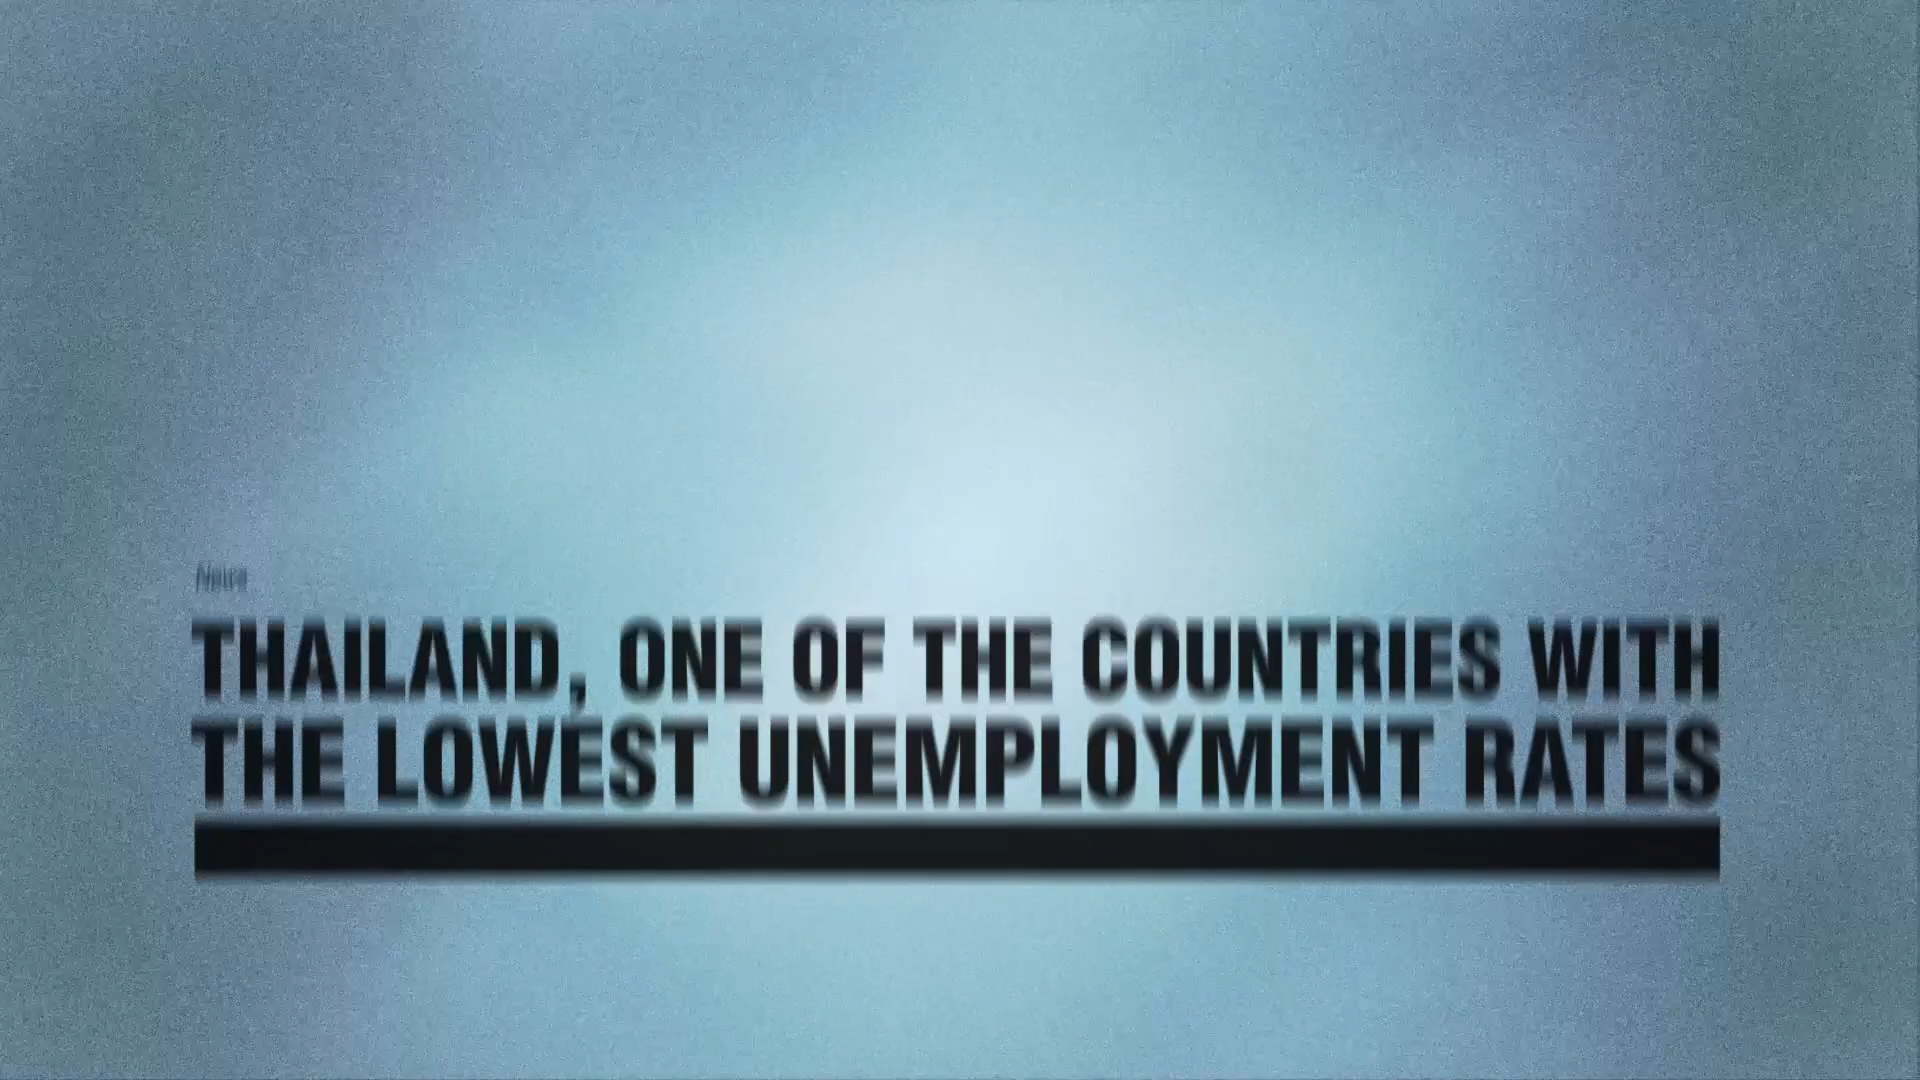 THAILAND, ONE OF THE COUNTRIES WITH
THE LOWEST UNEMPLOYMENT RATES